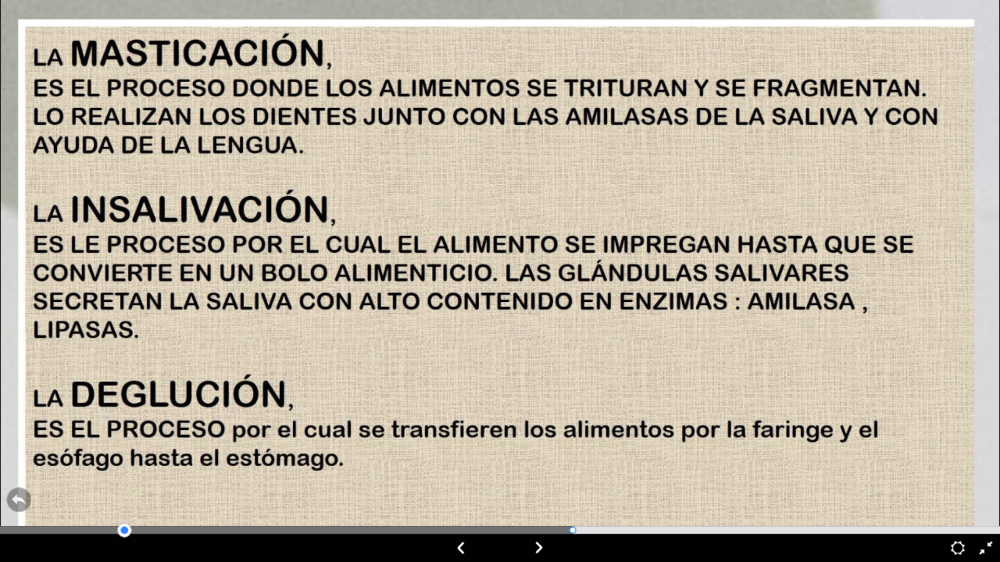 LA MASTICACIÓN,
ES EL PROCESO DONDE LOS ALIMENTOS SE TRITURAN Y SE FRAGMENTAN.
LO REALIZAN LOS DIENTES JUNTO CON LAS AMILASAS DE LA SALIVA Y CON
AYUDA DE LA LENGUA.
LA INSALIVACIÓN,
ES LE PROCESO POR EL CUAL EL ALIMENTO SE IMPREGAN HASTA QUE SE
CONVIERTE EN UN BOLO ALIMENTICIO. LAS GLÁNDULAS SALIVARES
SECRETAN LA SALIVA CON ALTO CONTENIDO EN ENZIMAS : AMILASA ,
LIPASAS.
LA DEGLUCIÓN,
ES EL PROCESO por el cual se transfieren los alimentos por la faringe y el
esófago hasta el estómago.